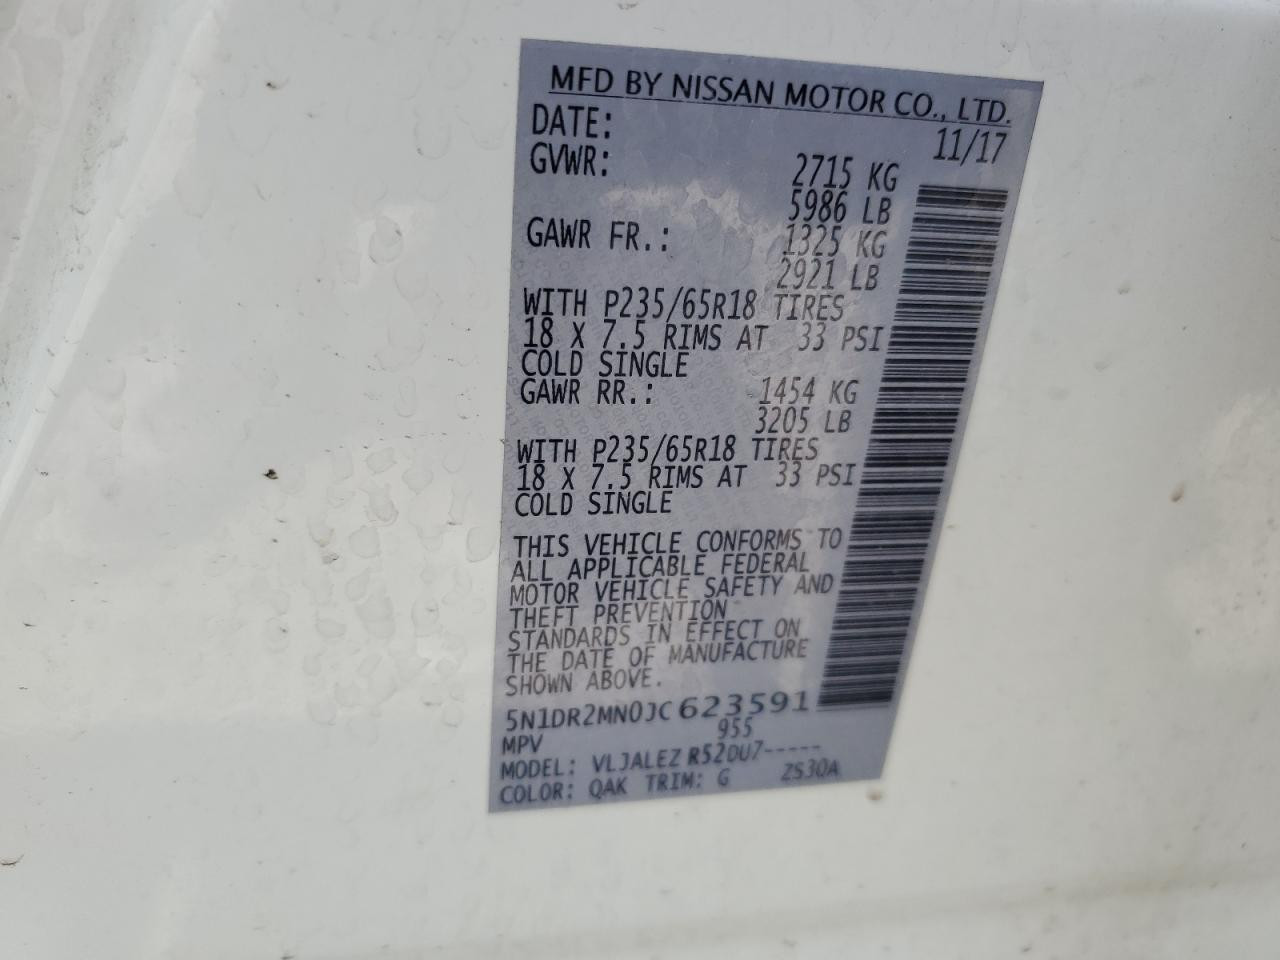 MFD BY NISSAN MOTOR CO., LTD.
DATE: 11/17
GVWR: 2715 KG
5986 LB
GAWR FR.: 1325 KG
2921 LB
WITH P235/65R18 TIRES
18 X 7.5 RIMS AT 33 PSI
COLD SINGLE
GAWR RR.: 1454 KG
3205 LB
WITH P235/65R18 TIRES
18 X 7.5 RIMS AT 33 PSI
COLD SINGLE
THIS VEHICLE CONFORMS TO
ALL APPLICABLE FEDERAL
MOTOR VEHICLE SAFETY AND
THEFT PREVENTION
STANDARDS IN EFFECT ON
THE DATE OF MANUFACTURE
SHOWN ABOVE.
5N1DR2MN0JC623591
MPV 955
MODEL: VLJALEZ R52DU7-----
COLOR: QAK TRIM: G ZS30A